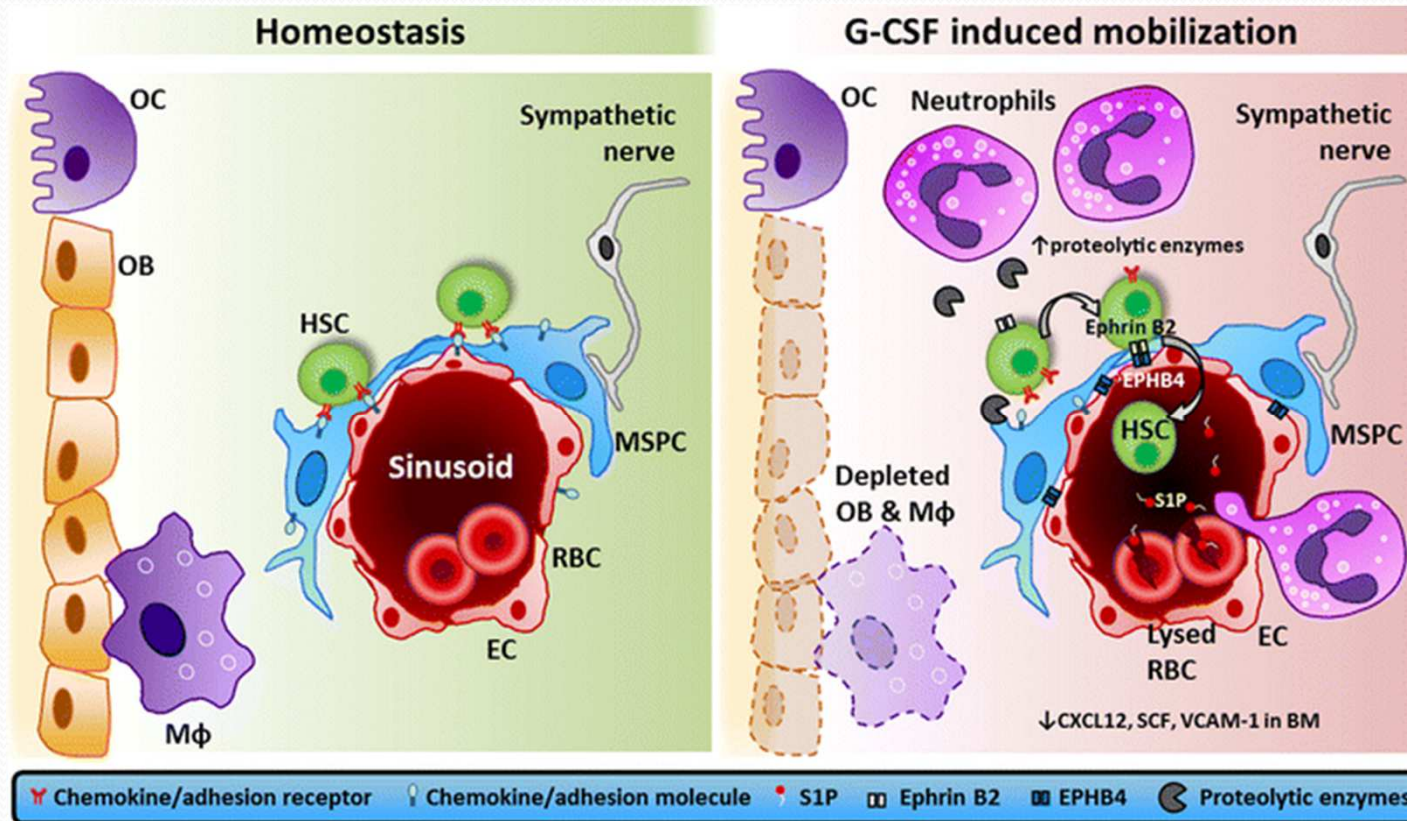 Homeostasis
OC
Sympathetic
nerve
OB
HSC
MSPC
Sinusoid
RBC
EC
Mϕ
G-CSF induced mobilization
OC
Neutrophils
Sympathetic
nerve
↑proteolytic enzymes
Ephrin B2
EPHB4
HSC
MSPC
Depleted
OB & Mϕ
S1P
Lysed
RBC
EC
↓CXCL12, SCF, VCAM-1 in BM
Chemokine/adhesion receptor Chemokine/adhesion molecule S1P Ephrin B2 EPHB4 Proteolytic enzymes